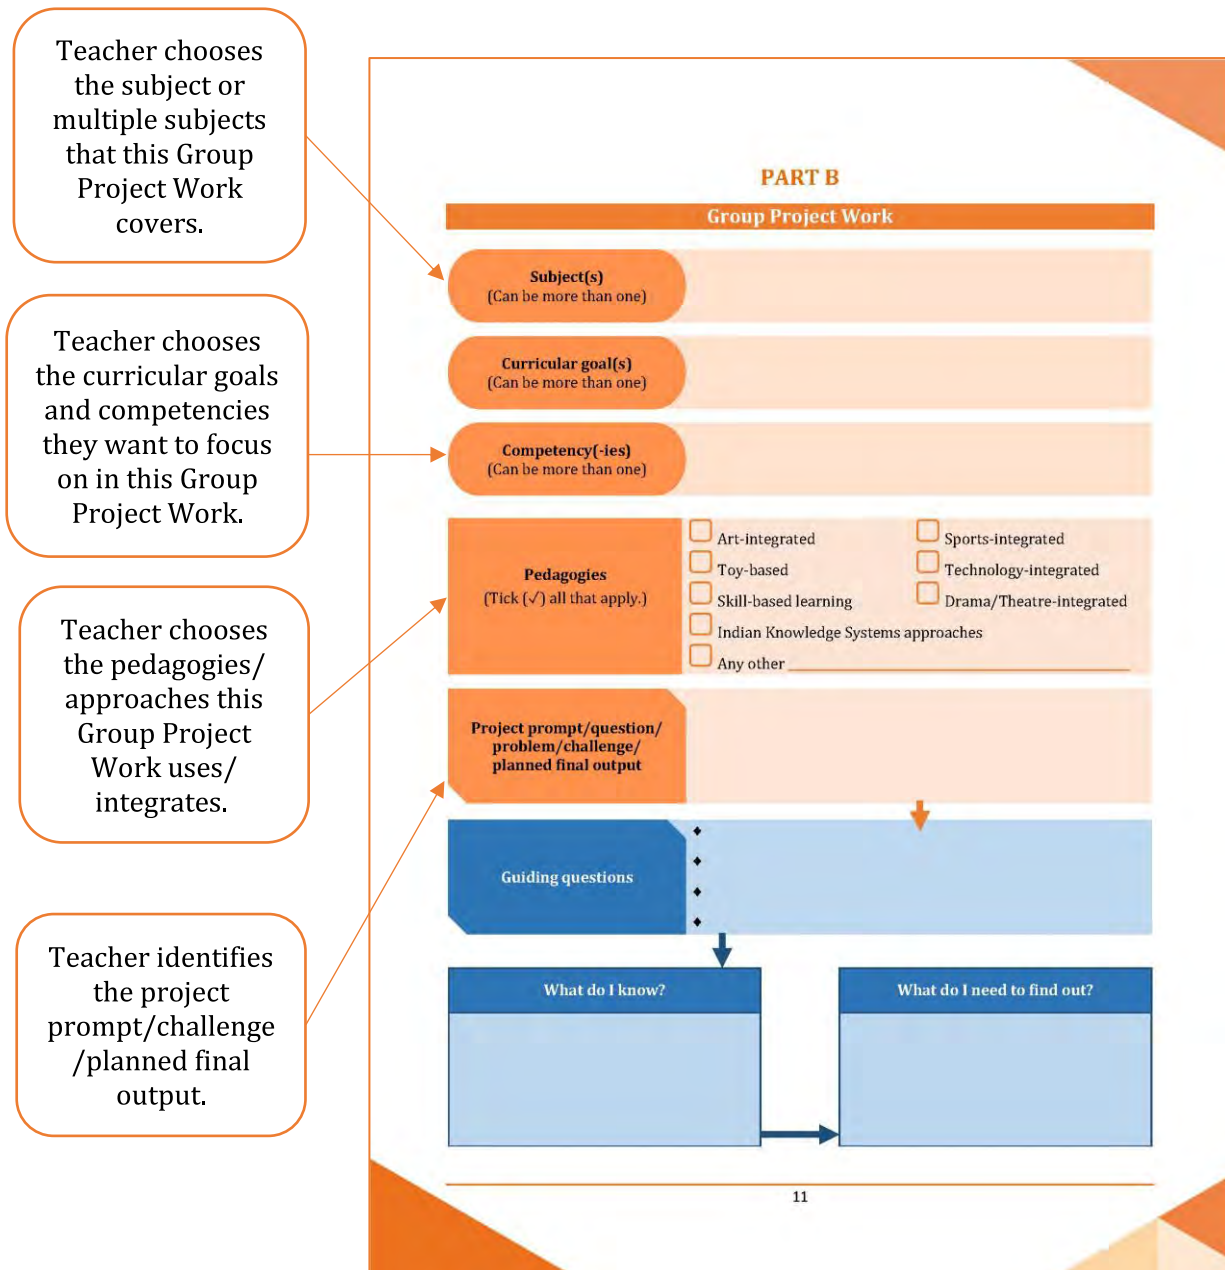 Teacher chooses
the subject or
multiple subjects
that this Group
Project Work
covers.
Teacher chooses
the curricular goals
and competencies
they want to focus
on in this Group
Project Work.
Teacher chooses
the pedagogies/
approaches this
Group Project
Work uses/
integrates.
Teacher identifies
the project
prompt/challenge
/planned final
output.
PART B
Group Project Work
Subject(s)
(Can be more than one)
Curricular goal(s)
(Can be more than one)
Competency(-ies)
(Can be more than one)
Pedagogies
(Tick (✓) all that apply.)
Art-integrated
Sports-integrated
Toy-based
Technology-integrated
Skill-based learning
Drama/Theatre-integrated
Indian Knowledge Systems approaches
Any other
Project prompt/question/
problem/challenge/
planned final output
Guiding questions
What do I know?
What do I need to find out?
11